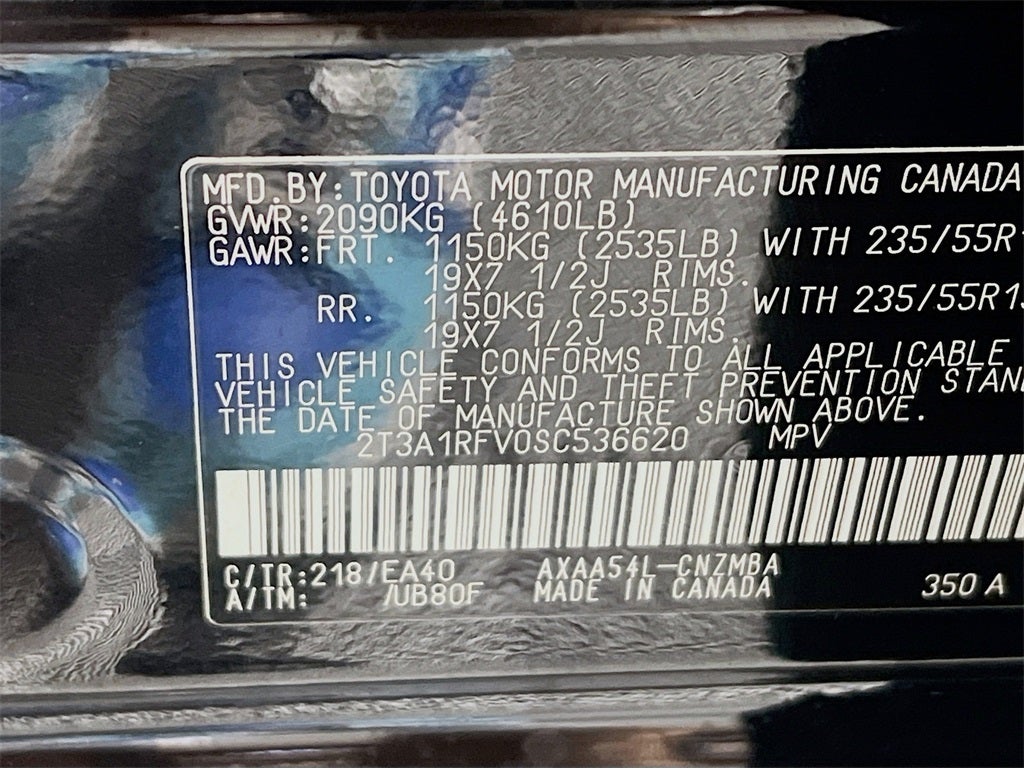 MFD.BY:TOYOTA MOTOR MANUFACTURING CANADA
GVWR:2090KG (4610LB)
GAWR:FRT. 1150KG (2535LB) WITH 235/55R1
19X7 1/2J RIMS.
RR. 1150KG (2535LB) WITH 235/55R1
19X7 1/2J RIMS.
THIS VEHICLE CONFORMS TO ALL APPLICABLE
VEHICLE SAFETY AND THEFT PREVENTION STAN
THE DATE OF MANUFACTURE SHOWN ABOVE.
2T3A1RFV0SC536620 MPV
C/TR:218/EA40 AXAA54L-CNZMBA
A/TM: /UB80F MADE IN CANADA 350 A